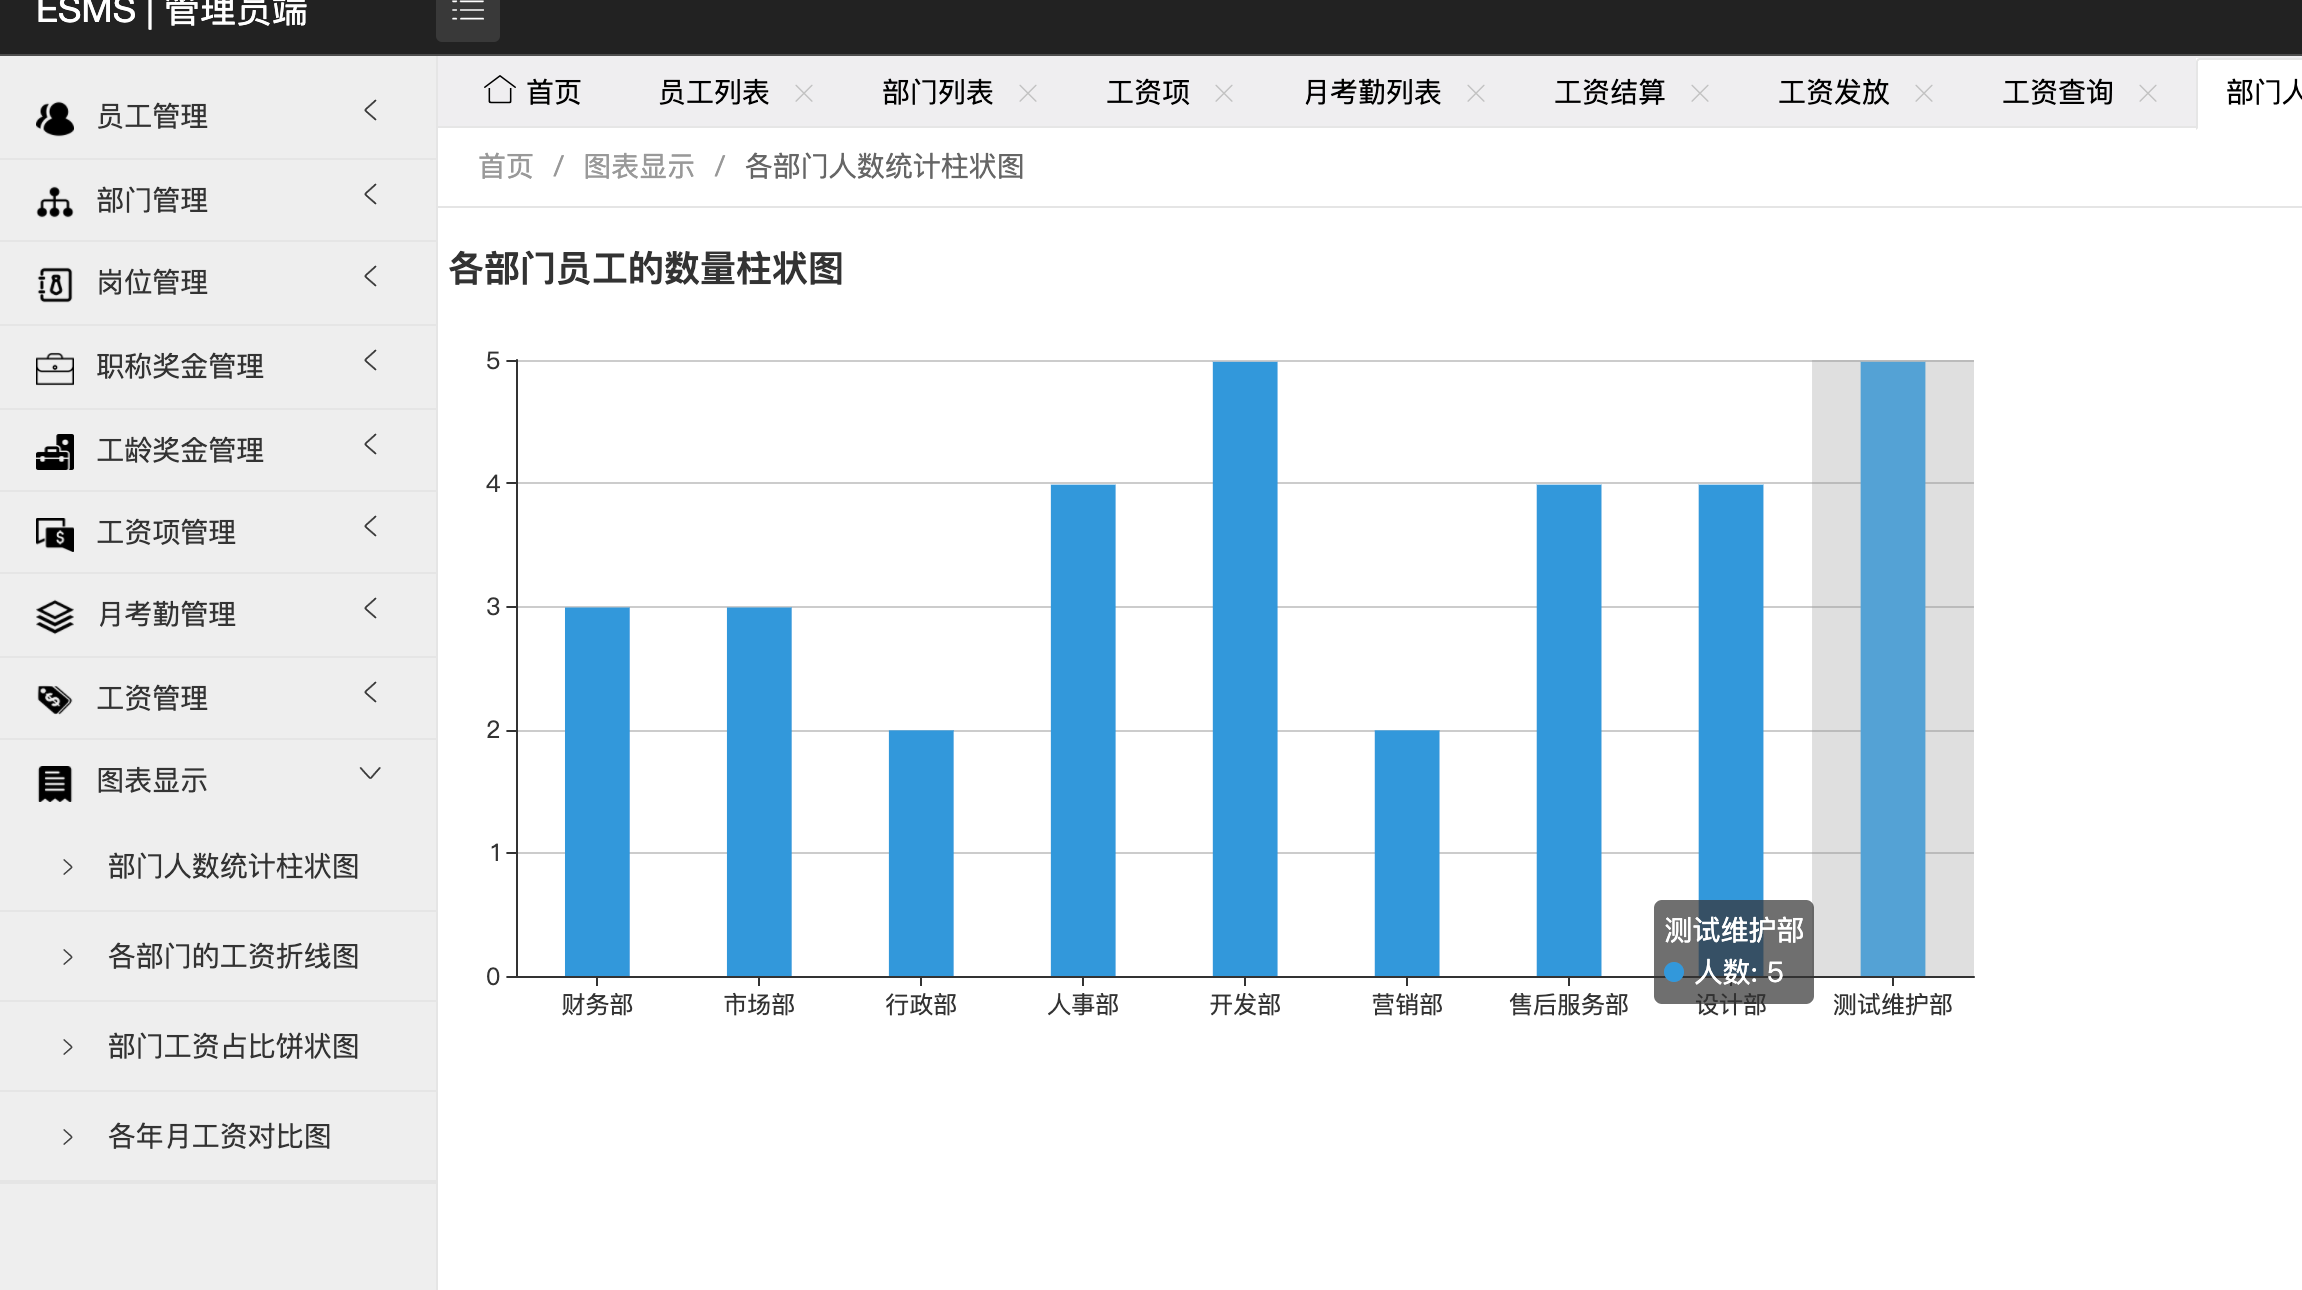 ESMS | 管理员端
员工管理
部门管理
岗位管理
职称奖金管理
工龄奖金管理
工资项管理
月考勤管理
工资管理
图表显示
部门人数统计柱状图
各部门的工资折线图
部门工资占比饼状图
各年月工资对比图
首页 员工列表 部门列表 工资项 月考勤列表 工资结算 工资发放 工资查询 部门人
首页 / 图表显示 / 各部门人数统计柱状图
各部门员工的数量柱状图
5
4
3
2
1
0
财务部 市场部 行政部 人事部 开发部 营销部 售后服务部 设计部 测试维护部
测试维护部
人数: 5